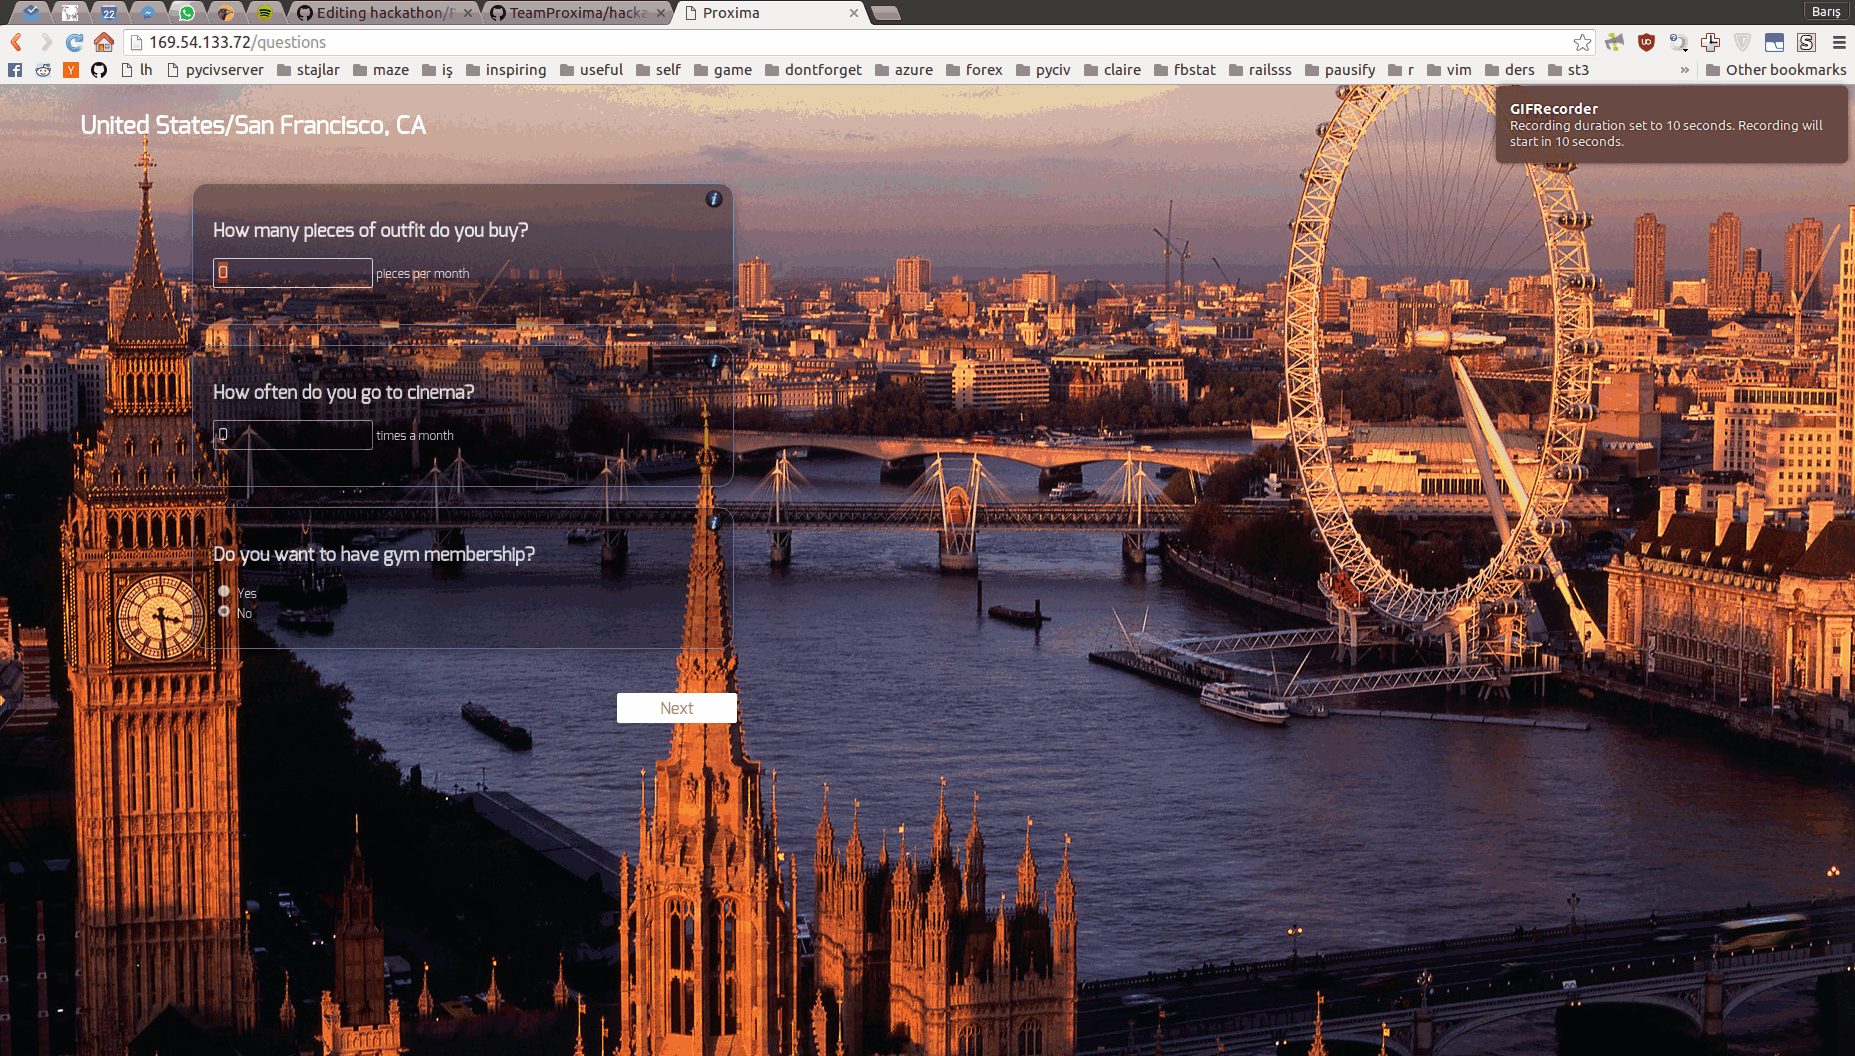 Editing hackathon/F
TeamProxima/hacka
Proxima
Barış
22
169.54.133.72/questions
lh
pycivserver
stajlar
maze
iş
inspiring
useful
self
game
dontforget
azure
forex
pyciv
claire
fbstat
railsss
pausify
r
vim
ders
st3
»
Other bookmarks
GIFRecorder
Recording duration set to 10 seconds. Recording will
start in 10 seconds.
United States/San Francisco, CA
How many pieces of outfit do you buy?
0 pieces per month
How often do you go to cinema?
0 times a month
Do you want to have gym membership?
Yes
No
Next